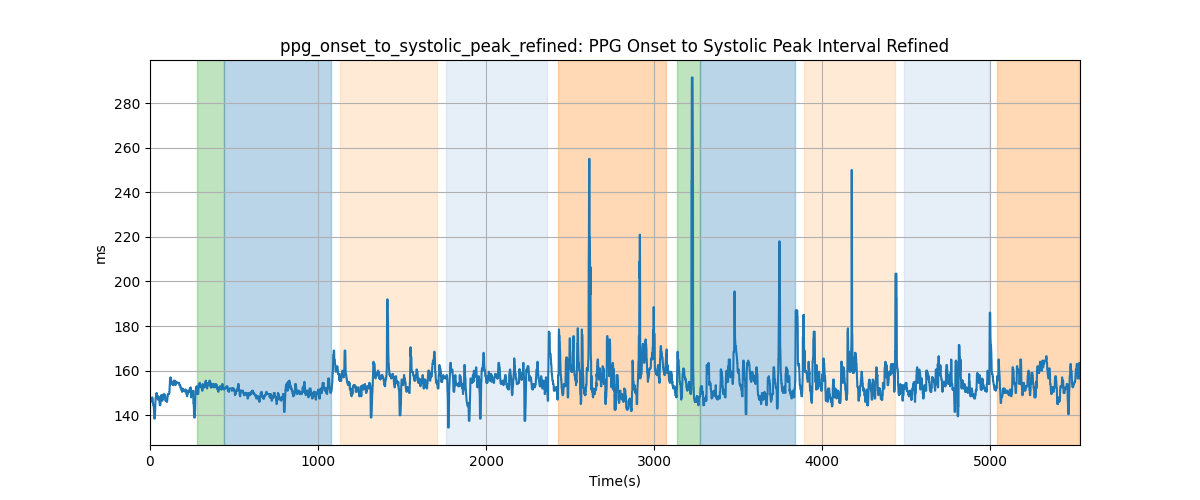 ppg_onset_to_systolic_peak_refined: PPG Onset to Systolic Peak Interval Refined
280
260
240
220
200
180
160
140
ms
0 1000 2000 3000 4000 5000
Time(s)